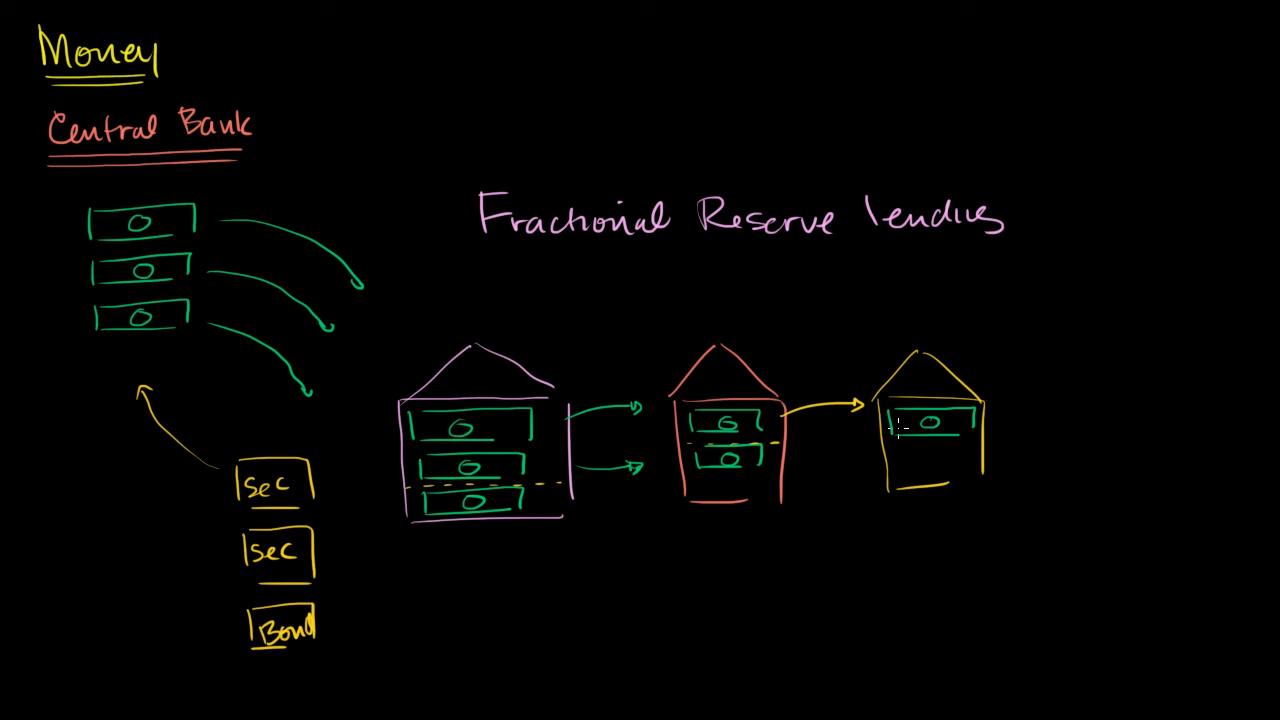 Money
Central Bank
Fractional Reserve lending
sec
sec
Bond